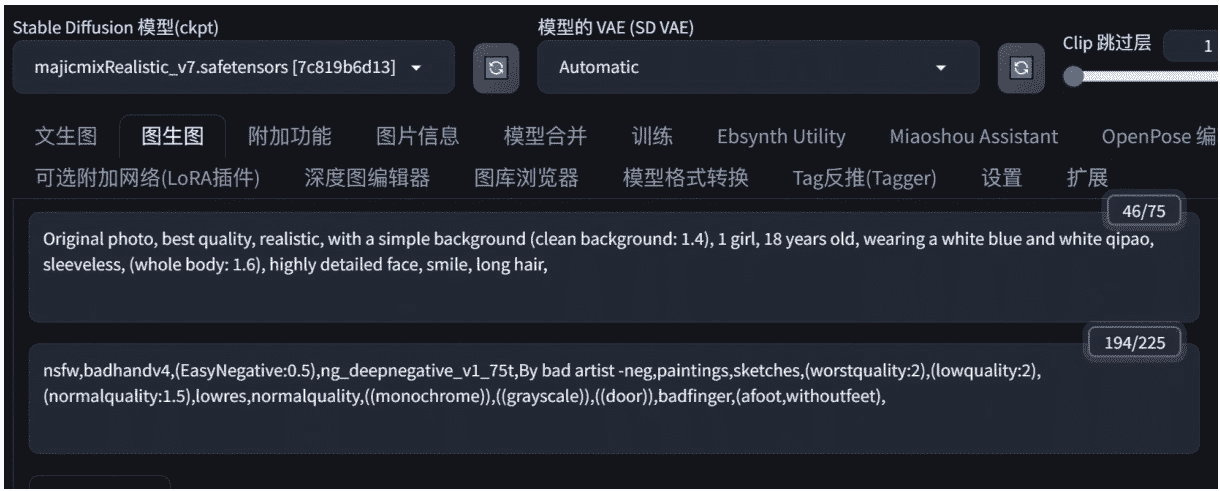 Stable Diffusion 模型(ckpt)
模型的 VAE (SD VAE)
Clip 跳过层
1
majicmixRealistic_v7.safetensors [7c819b6d13]
Automatic
文生图
图生图
附加功能
图片信息
模型合并
训练
Ebsynth Utility
Miaoshou Assistant
OpenPose 编
可选附加网络(LoRA插件)
深度图编辑器
图库浏览器
模型格式转换
Tag反推(Tagger)
设置
扩展
46/75
Original photo, best quality, realistic, with a simple background (clean background: 1.4), 1 girl, 18 years old, wearing a white blue and white qipao,
sleeveless, (whole body: 1.6), highly detailed face, smile, long hair,
194/225
nsfw,badhandv4,(EasyNegative:0.5),ng_deepnegative_v1_75t,By bad artist -neg,paintings,sketches,(worstquality:2),(lowquality:2),
(normalquality:1.5),lowres,normalquality,((monochrome)),((grayscale)),((door)),badfinger,(afoot,withoutfeet),